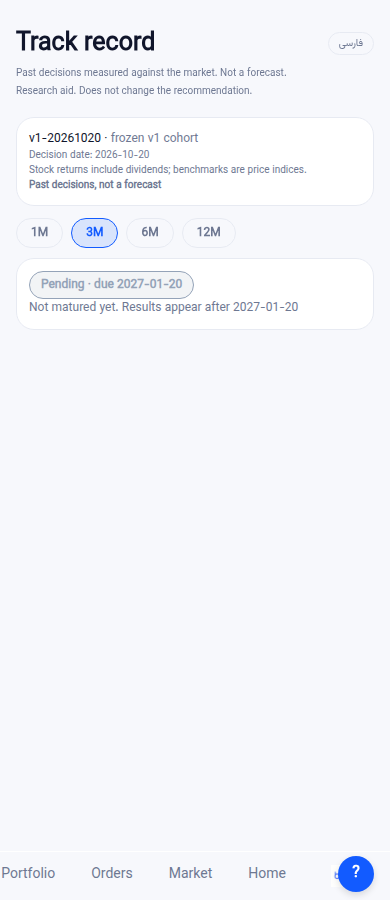 Track record
فارسی
Past decisions measured against the market. Not a forecast.
Research aid. Does not change the recommendation.
v1-20261020 · frozen v1 cohort
Decision date: 2026-10-20
Stock returns include dividends; benchmarks are price indices.
Past decisions, not a forecast
1M 3M 6M 12M
Pending · due 2027-01-20
Not matured yet. Results appear after 2027-01-20
Portfolio Orders Market Home
?